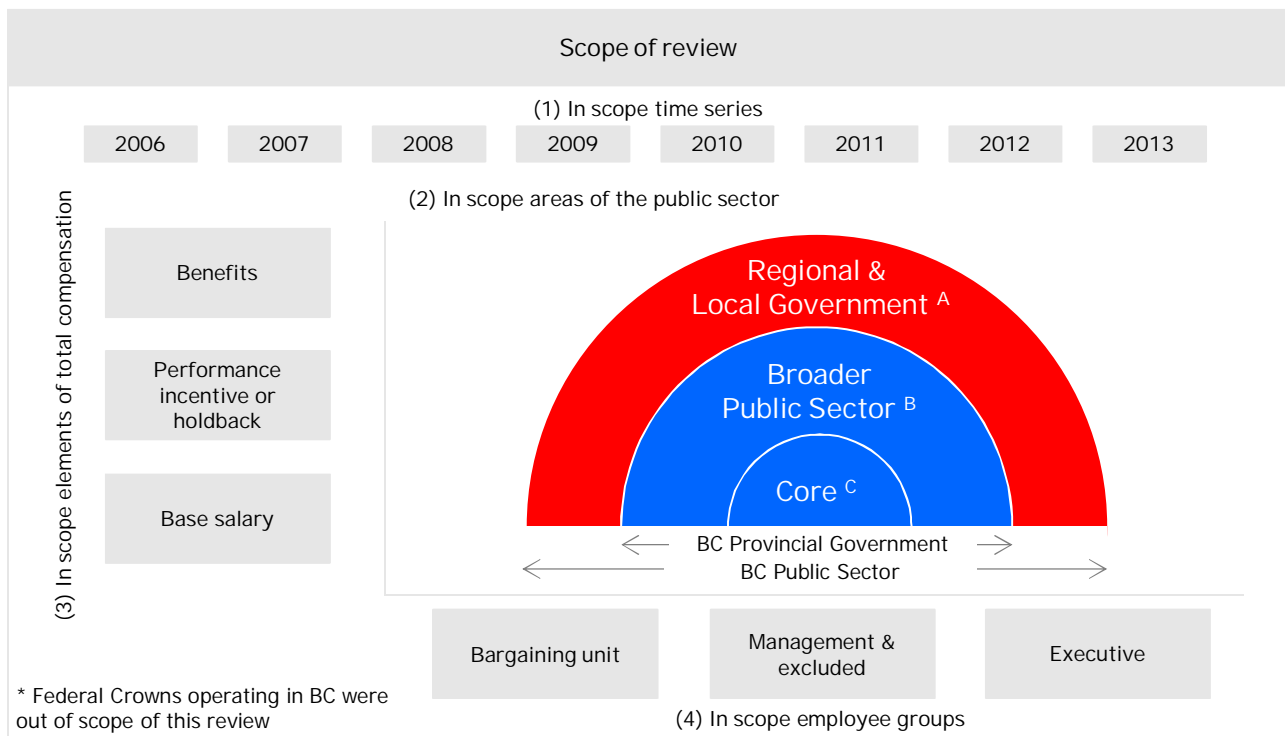 Scope of review
(1) In scope time series
2006 2007 2008 2009 2010 2011 2012 2013
(2) In scope areas of the public sector
(3) In scope elements of total compensation
Benefits
Performance
incentive or
holdback
Base salary
Regional &
Local Government A
Broader
Public Sector B
Core C
BC Provincial Government
BC Public Sector
Bargaining unit
Management &
excluded
Executive
(4) In scope employee groups
* Federal Crowns operating in BC were
out of scope of this review